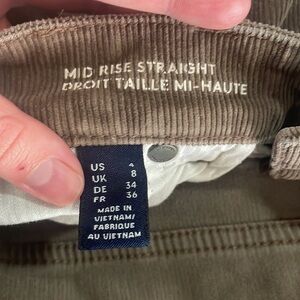 MID RISE STRAIGHT
DROIT TAILLE MI-HAUTE
US 4
UK 8
DE 34
FR 36
MADE IN
VIETNAM/
FABRIQUE
AU VIETNAM